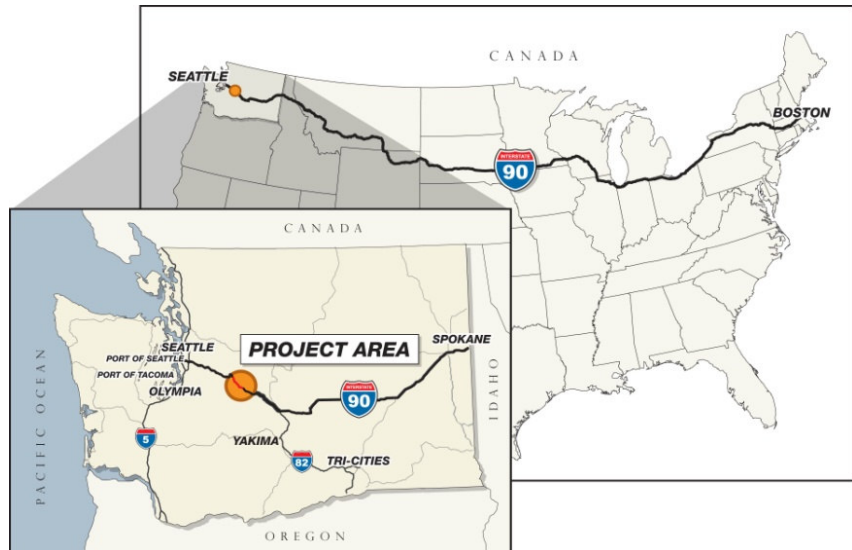 CANADA
SEATTLE
BOSTON
INTERSTATE
90
CANADA
PROJECT AREA
SPOKANE
SEATTLE
PORT OF SEATTLE
PORT OF TACOMA
OLYMPIA
INTERSTATE
90
IDAHO
PACIFIC OCEAN
5
YAKIMA
82
TRI-CITIES
OREGON